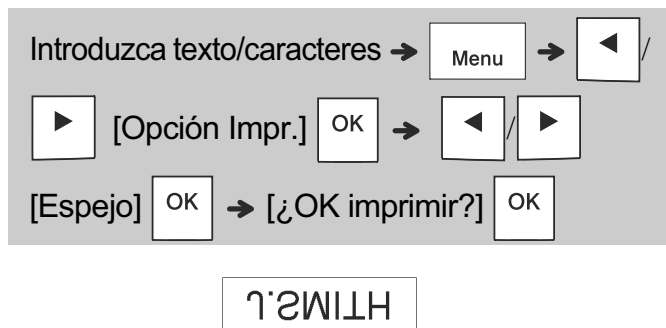 Introduzca texto/caracteres ➔ Menu ➔ ◀/
▶ [Opción Impr.] OK ➔ ◀/▶
[Espejo] OK ➔ [¿OK imprimir?] OK
J.SMITH